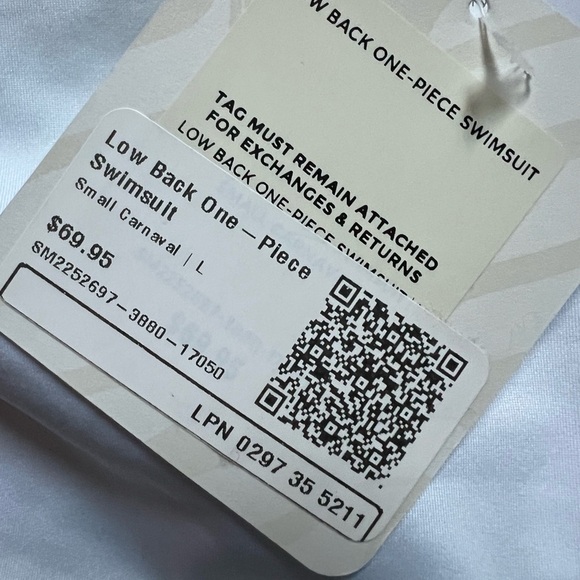 LOW BACK ONE-PIECE SWIMSUIT
TAG MUST REMAIN ATTACHED
FOR EXCHANGES & RETURNS
LOW BACK ONE-PIECE SWIMSUIT
Low Back One-Piece
Swimsuit
Small Carnaval | L
$69.95
SM2252697-3880-17050
LPN 0297 35 5211